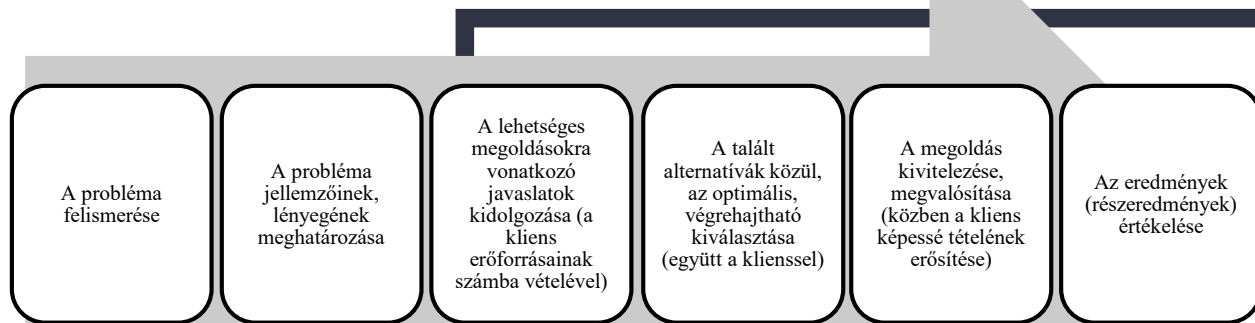 A probléma
felismerése
A probléma
jellemzőinek,
lényegének
meghatározása
A lehetséges
megoldásokra
vonatkozó
javaslatok
kidolgozása (a
kliens
erőforrásainak
számba vételével)
A talált
alternatívák közül,
az optimális,
végrehajtható
kiválasztása
(együtt a klienssel)
A megoldás
kivitelezése,
megvalósítása
(közben a kliens
képessé tételének
erősítése)
Az eredmények
(részeredmények)
értékelése